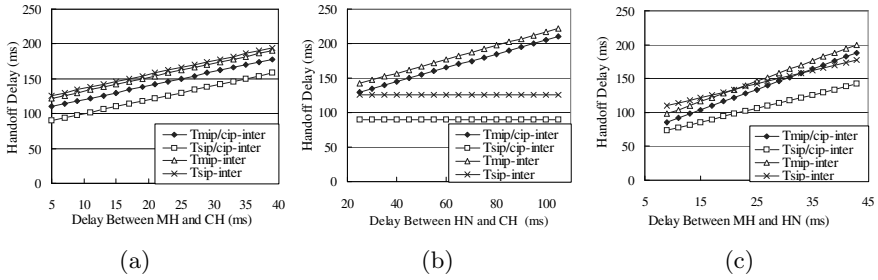 250
200
150
100
50
0
Handoff Delay (ms)
Tmip/cip-inter
Tsip/cip-inter
Tmip-inter
Tsip-inter
5 10 15 20 25 30 35 40
Delay Between MH and CH (ms)
(a)
250
200
150
100
50
0
Handoff Delay (ms)
Tmip/cip-inter
Tsip/cip-inter
Tmip-inter
Tsip-inter
20 40 60 80 100
Delay Between HN and CH (ms)
(b)
250
200
150
100
50
0
Handoff Delay (ms)
Tmip/cip-inter
Tsip/cip-inter
Tmip-inter
Tsip-inter
5 15 25 35 45
Delay Between MH and HN (ms)
(c)